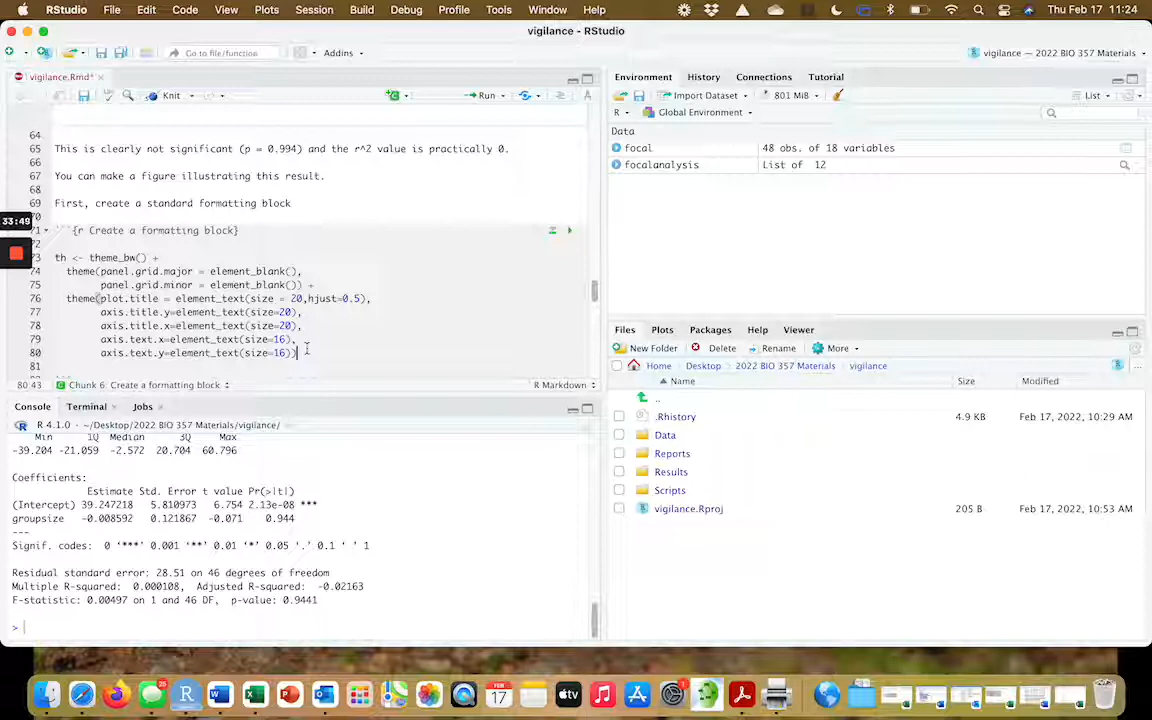 RStudio File Edit Code View Plots Session Build Debug Profile Tools Window Help Thu Feb 17 11:24
vigilance - RStudio
Go to file/function Addins vigilance — 2022 BIO 357 Materials
vigilance.Rmd* ×
Knit Run
64
65 This is clearly not significant (p = 0.994) and the r^2 value is practically 0.
66
67 You can make a figure illustrating this result.
68
69 First, create a standard formatting block
70
33:49
71 ```{r Create a formatting block}
72
73 th <- theme_bw() +
74 theme(panel.grid.major = element_blank(),
75 panel.grid.minor = element_blank()) +
76 theme(plot.title = element_text(size = 20,hjust=0.5),
77 axis.title.y=element_text(size=20),
78 axis.title.x=element_text(size=20),
79 axis.text.x=element_text(size=16),
80 axis.text.y=element_text(size=16))
81
80:43 Chunk 6: Create a formatting block R Markdown
Console Terminal × Jobs ×
R 4.1.0 · ~/Desktop/2022 BIO 357 Materials/vigilance/
Min 1Q Median 3Q Max
-39.204 -21.059 -2.572 20.704 60.796
Coefficients:
Estimate Std. Error t value Pr(>|t|)
(Intercept) 39.247218 5.810973 6.754 2.13e-08 ***
groupsize -0.008592 0.121867 -0.071 0.944
---
Signif. codes: 0 ‘***’ 0.001 ‘**’ 0.01 ‘*’ 0.05 ‘.’ 0.1 ‘ ’ 1
Residual standard error: 28.51 on 46 degrees of freedom
Multiple R-squared: 0.000108, Adjusted R-squared: -0.02163
F-statistic: 0.00497 on 1 and 46 DF, p-value: 0.9441
>
Environment History Connections Tutorial
Import Dataset 801 MiB List
R Global Environment
Data
focal 48 obs. of 18 variables
focalanalysis List of 12
Files Plots Packages Help Viewer
New Folder Delete Rename More
Home Desktop 2022 BIO 357 Materials vigilance
Name Size Modified
..
.Rhistory 4.9 KB Feb 17, 2022, 10:29 AM
Data
Reports
Results
Scripts
vigilance.Rproj 205 B Feb 17, 2022, 10:53 AM
25
FEB
17
tv